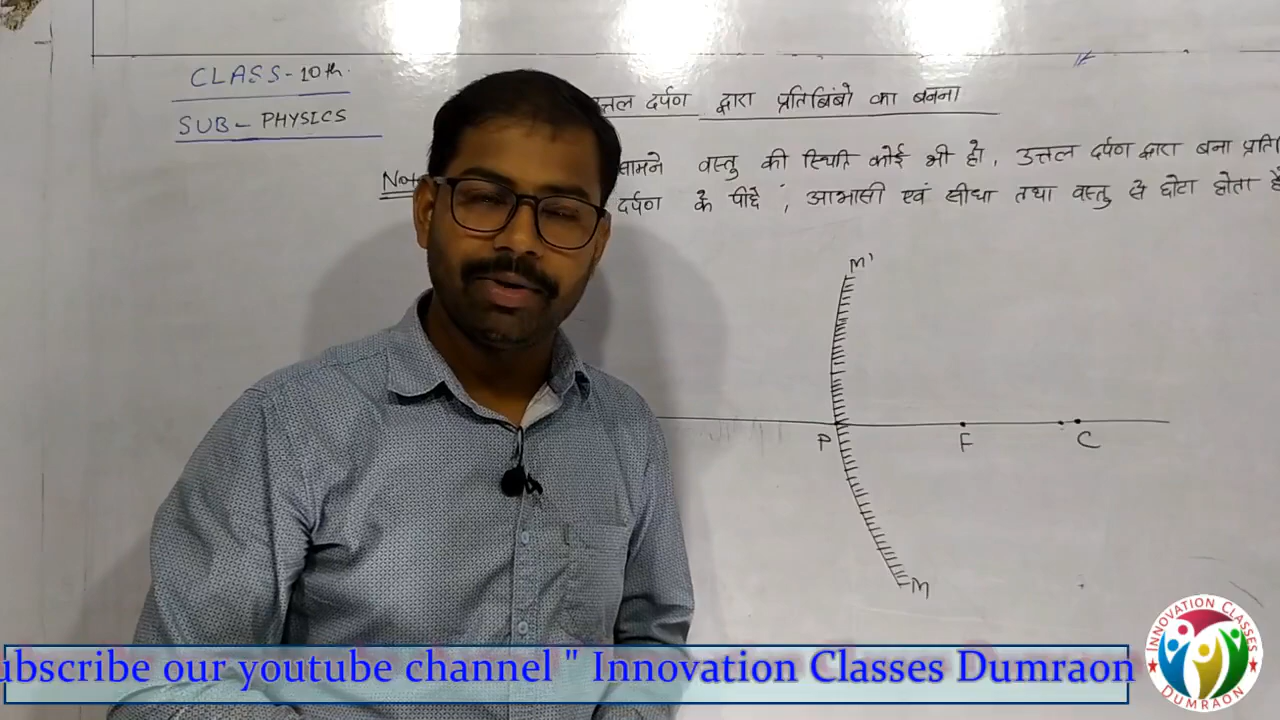 CLASS-10th.
SUB- PHYSICS
दर्पण द्वारा प्रतिबिंबो का बनना
सामने वस्तु की स्थिति कोई भी हो, उत्तल दर्पण द्वारा बना
दर्पण के पीछे ; आभासी एवं सीधा तथा वस्तु से छोटा होता
M'
P F C
M
our youtube channel " Innovation Classes Dumraon
INNOVATION CLASSES
DUMRAON